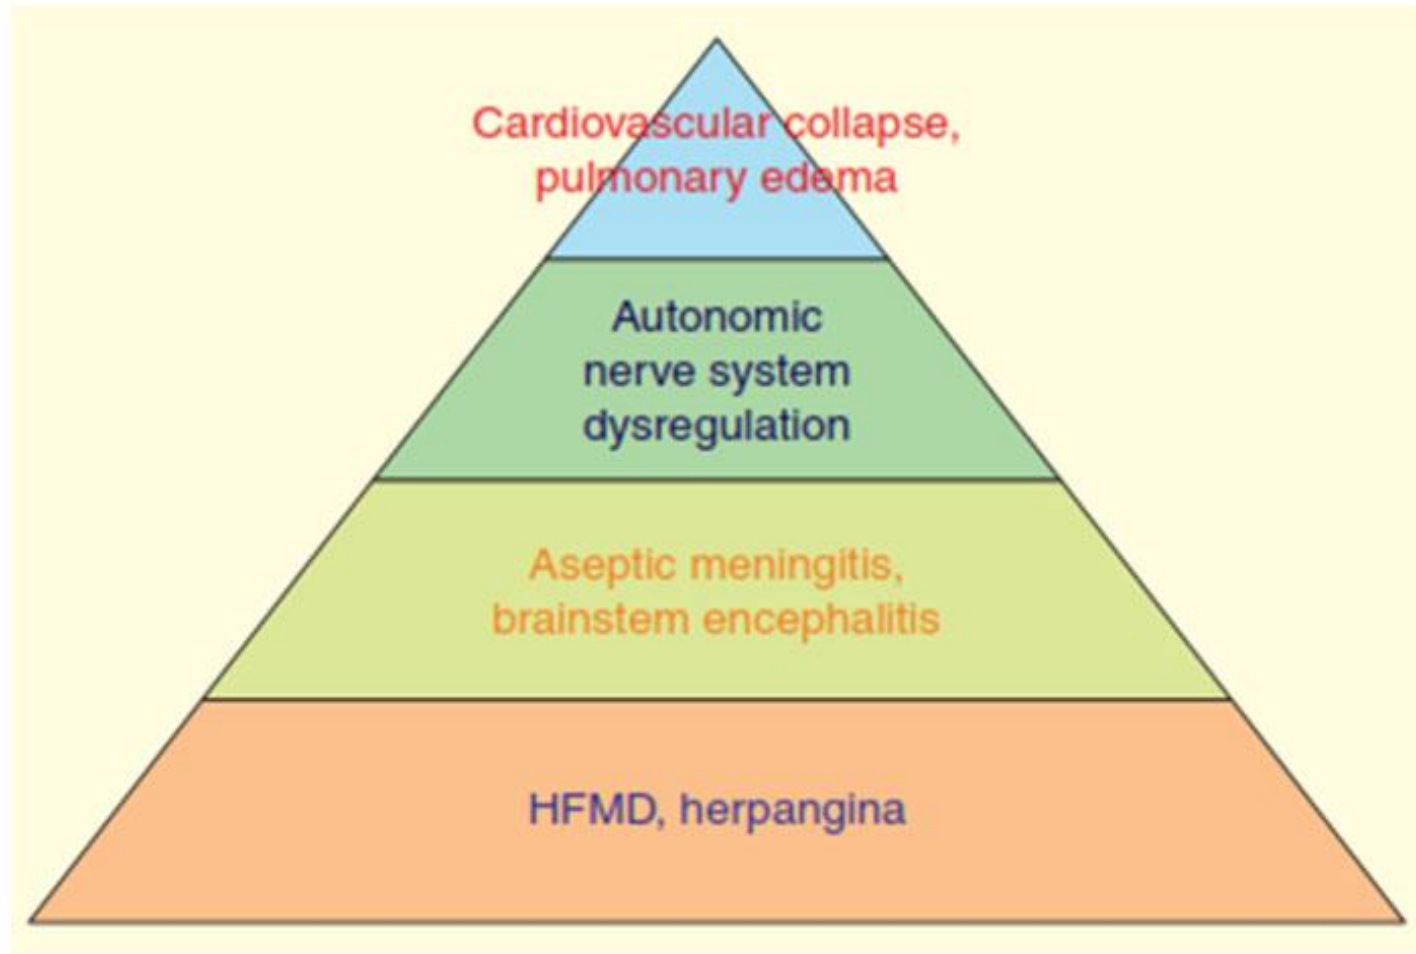 Cardiovascular collapse,
pulmonary edema
Autonomic
nerve system
dysregulation
Aseptic meningitis,
brainstem encephalitis
HFMD, herpangina